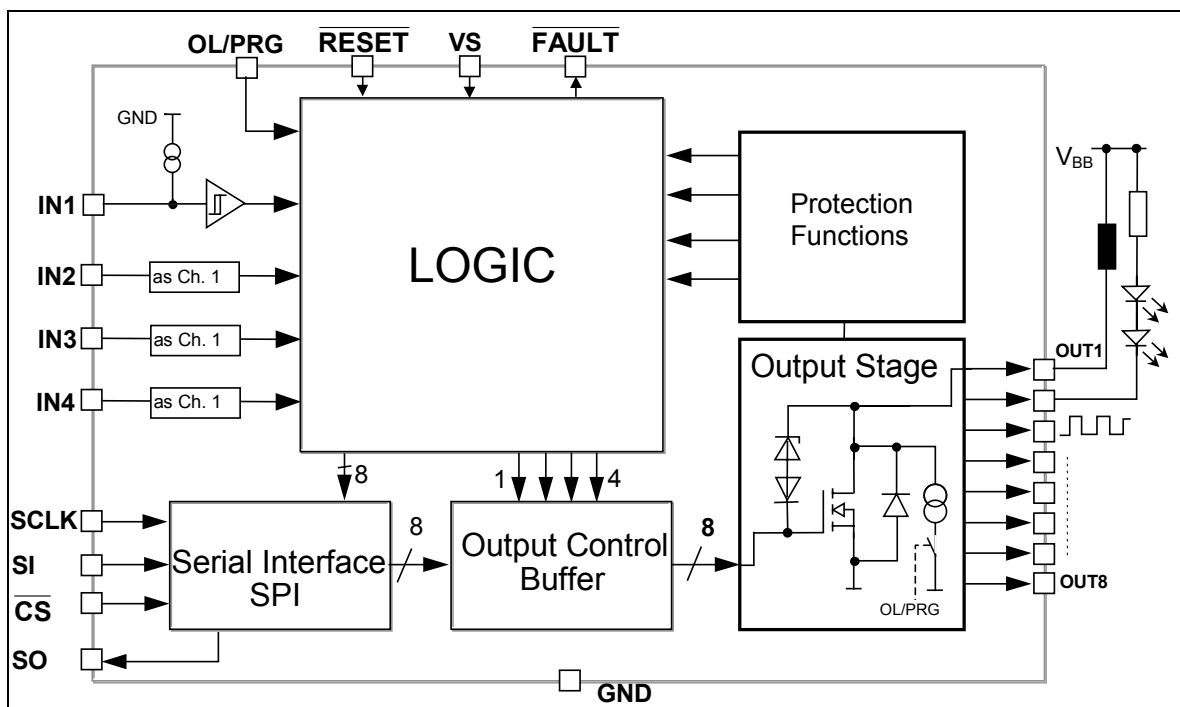 OL/PRG
RESET
VS
FAULT
GND
IN1
IN2
as Ch. 1
IN3
as Ch. 1
IN4
as Ch. 1
LOGIC
Protection
Functions
V_BB
Output Stage
OUT1
OUT8
OL/PRG
8
1
4
SCLK
SI
CS
SO
Serial Interface
SPI
8
Output Control
Buffer
8
GND